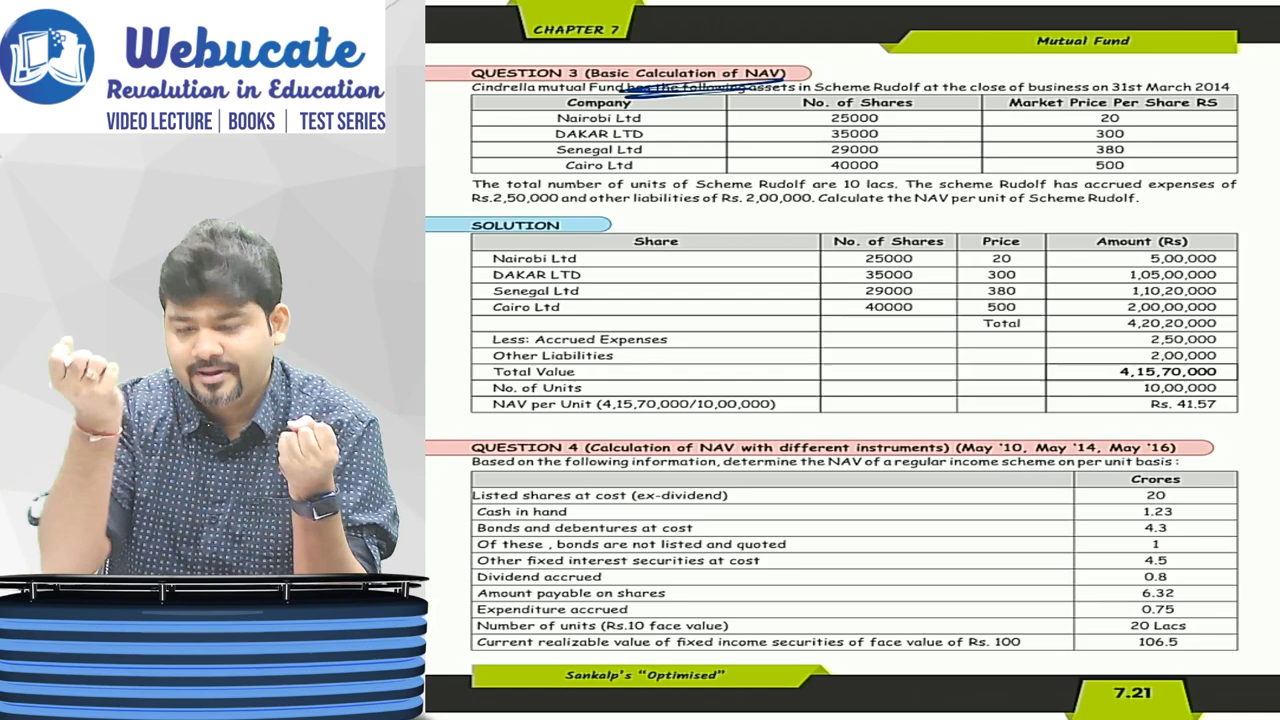 Webucate
Revolution in Education
VIDEO LECTURE | BOOKS | TEST SERIES
CHAPTER 7
Mutual Fund
QUESTION 3 (Basic Calculation of NAV)
Cindrella mutual Fund has the following assets in Scheme Rudolf at the close of business on 31st March 2014
Company No. of Shares Market Price Per Share RS
Nairobi Ltd 25000 20
DAKAR LTD 35000 300
Senegal Ltd 29000 380
Cairo Ltd 40000 500
The total number of units of Scheme Rudolf are 10 lacs. The scheme Rudolf has accrued expenses of
Rs.2,50,000 and other liabilities of Rs. 2,00,000. Calculate the NAV per unit of Scheme Rudolf.
SOLUTION
Share No. of Shares Price Amount (Rs)
Nairobi Ltd 25000 20 5,00,000
DAKAR LTD 35000 300 1,05,00,000
Senegal Ltd 29000 380 1,10,20,000
Cairo Ltd 40000 500 2,00,00,000
Total 4,20,20,000
Less: Accrued Expenses 2,50,000
Other Liabilities 2,00,000
Total Value 4,15,70,000
No. of Units 10,00,000
NAV per Unit (4,15,70,000/10,00,000) Rs. 41.57
QUESTION 4 (Calculation of NAV with different instruments) (May '10, May '14, May '16)
Based on the following information, determine the NAV of a regular income scheme on per unit basis :
Crores
Listed shares at cost (ex-dividend) 20
Cash in hand 1.23
Bonds and debentures at cost 4.3
Of these , bonds are not listed and quoted 1
Other fixed interest securities at cost 4.5
Dividend accrued 0.8
Amount payable on shares 6.32
Expenditure accrued 0.75
Number of units (Rs.10 face value) 20 Lacs
Current realizable value of fixed income securities of face value of Rs. 100 106.5
Sankalp's "Optimised"
7.21